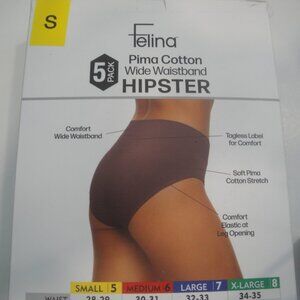 S
Felina
5 PACK
Pima Cotton
Wide Waistband
HIPSTER
Comfort
Wide Waistband
Tagless Label
for Comfort
Soft Pima
Cotton Stretch
Comfort
Elastic at
Leg Opening
SMALL 5 MEDIUM 6 LARGE 7 X-LARGE 8
WAIST 28-29 30-31 32-33 34-35